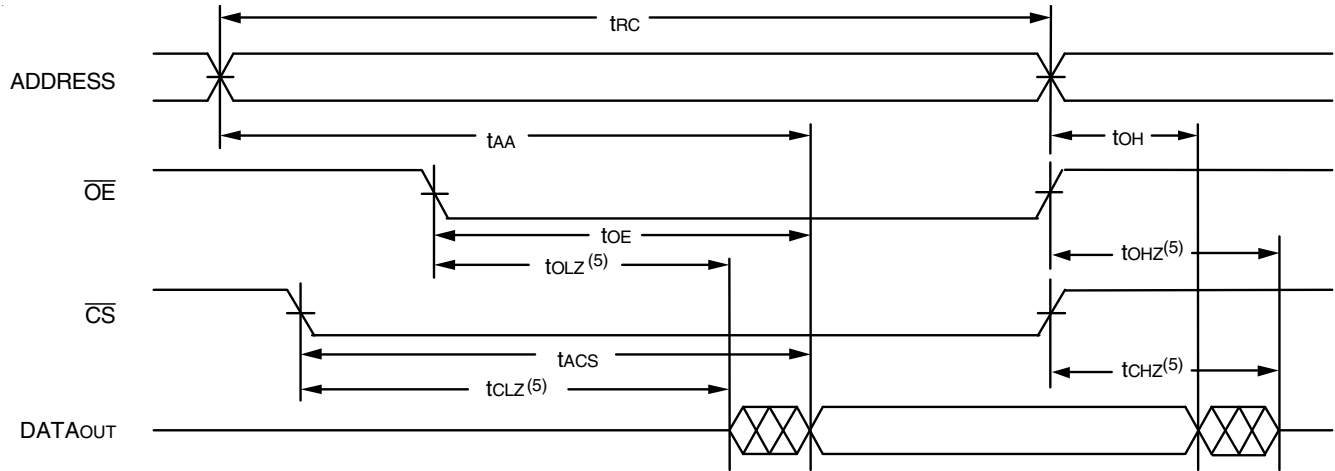 tRC
ADDRESS
tAA
tOH
OE
tOE
tOLZ (5)
tOHZ (5)
CS
tACS
tCLZ (5)
tCHZ (5)
DATAOUT